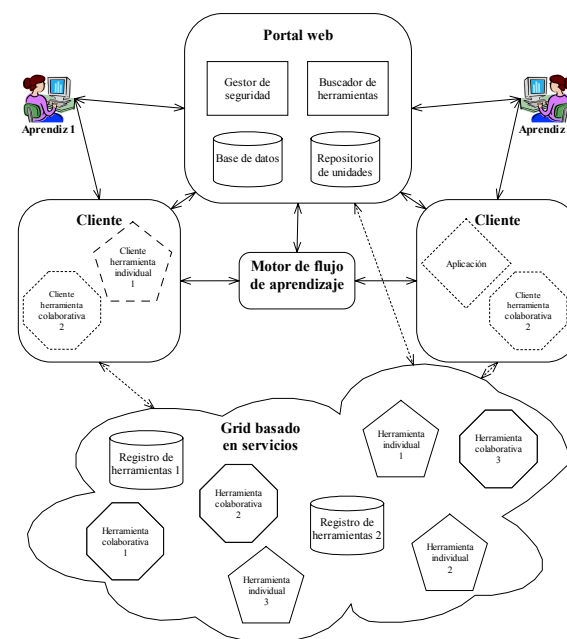 Portal web
Gestor de
seguridad
Buscador de
herramientas
Base de datos
Repositorio
de unidades
Aprendiz 1
Aprendiz
Cliente
Cliente
herramienta
individual
1
Cliente
herramienta
colaborativa
2
Motor de flujo
de aprendizaje
Cliente
Aplicación
Cliente
herramienta
colaborativa
2
Grid basado
en servicios
Registro de
herramientas 1
Herramienta
individual
1
Herramienta
colaborativa
3
Herramienta
colaborativa
2
Registro de
herramientas 2
Herramienta
colaborativa
1
Herramienta
individual
3
Herramienta
individual
2